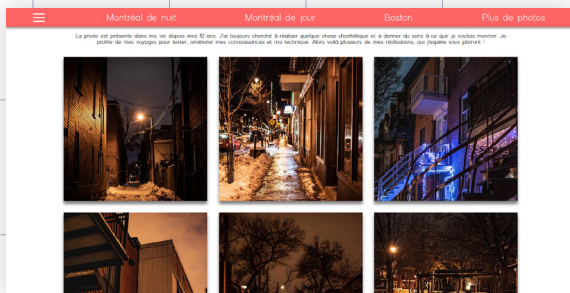 Montréal de nuit
Montréal de jour
Boston
Plus de photos
La photo est présente dans ma vie depuis mes 12 ans. J'ai toujours cherché à réaliser quelque chose d'esthétique et à donner du sens à ce que je voulais montrer. Je
profite de mes voyages pour tester, améliorer mes connaissances et ma technique. Alors voilà plusieurs de mes réalisations, qui j'espère vous plairont !